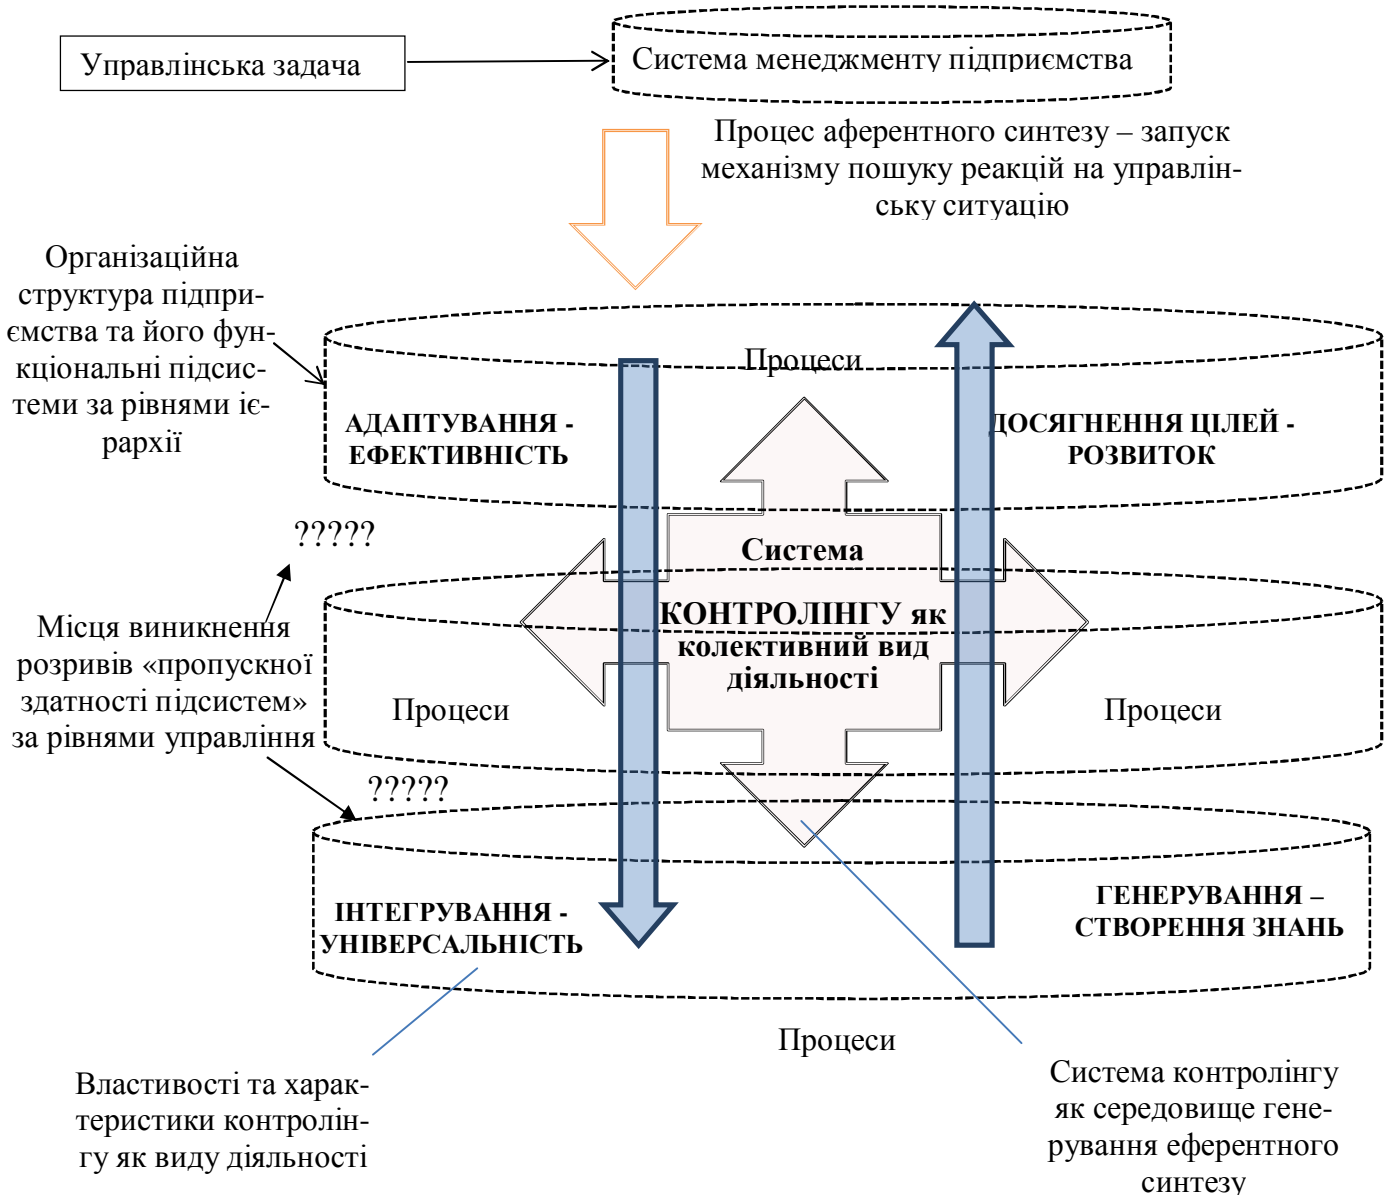 Управлінська задача
Система менеджменту підприємства
Процес аферентного синтезу – запуск
механізму пошуку реакцій на управлін-
ську ситуацію
Організаційна
структура підпри-
ємства та його фун-
кціональні підсис-
теми за рівнями іє-
рархії
Процеси
АДАПТУВАННЯ -
ЕФЕКТИВНІСТЬ
ДОСЯГНЕННЯ ЦІЛЕЙ -
РОЗВИТОК
?????
Система
КОНТРОЛІНГУ як
колективний вид
діяльності
Місця виникнення
розривів «пропускної
здатності підсистем»
за рівнями управління
Процеси
Процеси
?????
ІНТЕГРУВАННЯ -
УНІВЕРСАЛЬНІСТЬ
ГЕНЕРУВАННЯ –
СТВОРЕННЯ ЗНАНЬ
Процеси
Властивості та харак-
теристики контролін-
гу як виду діяльності
Система контролінгу
як середовище гене-
рування еферентного
синтезу